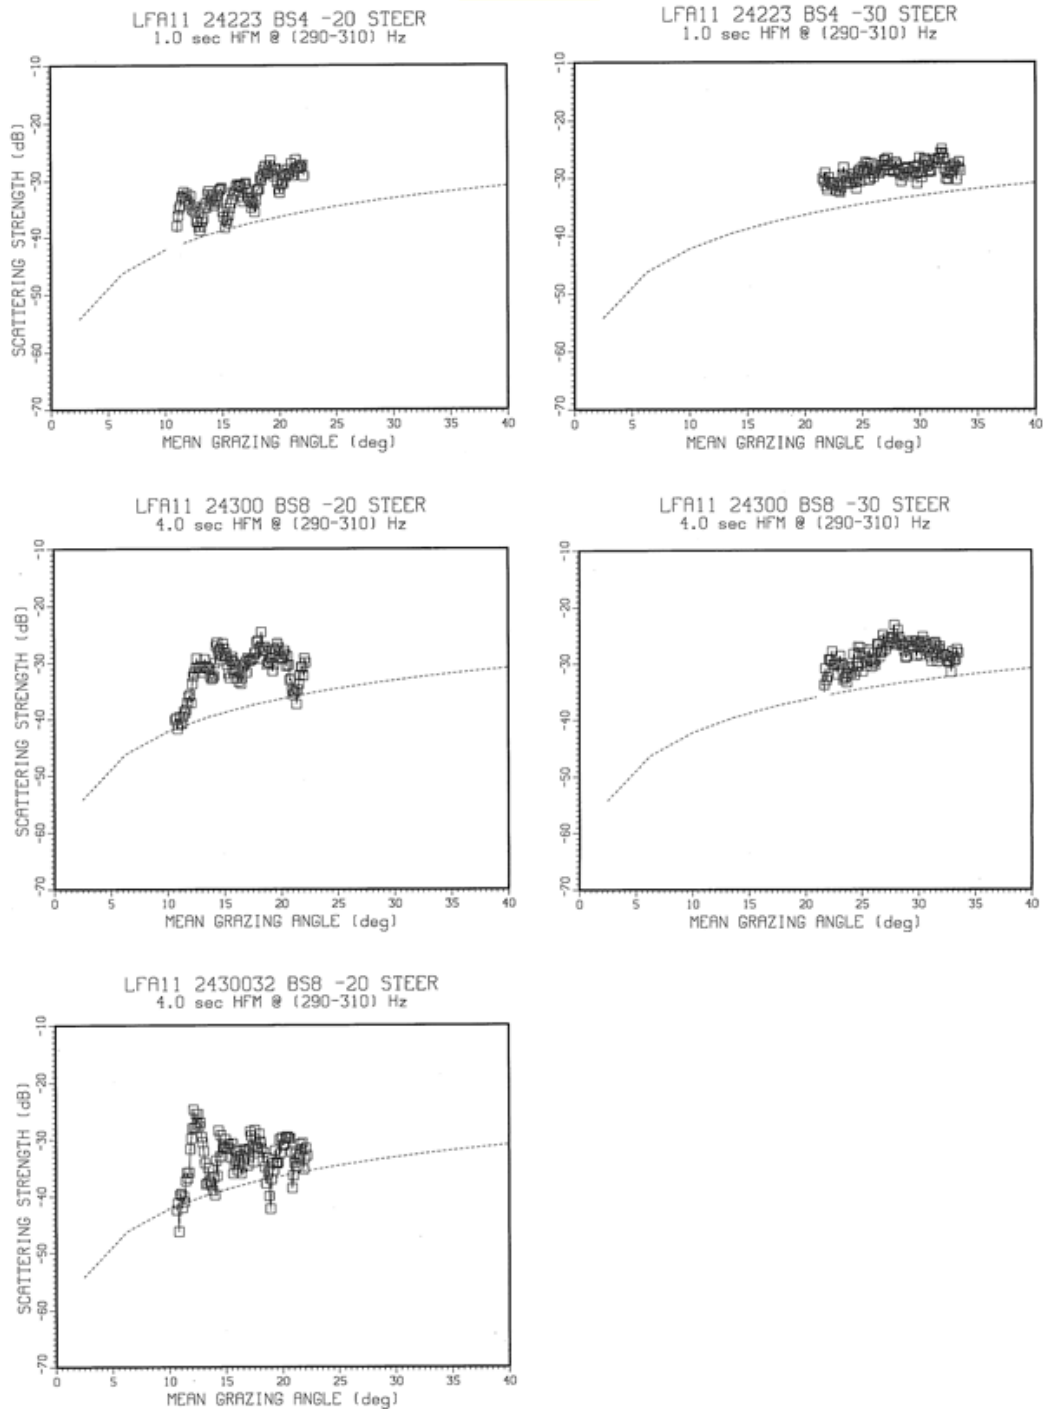 LFA11 24223 BS4 -20 STEER
1.0 sec HFM @ (290-310) Hz
SCATTERING STRENGTH (dB)
-10
-20
-30
-40
-50
-60
-70
0 5 10 15 20 25 30 35 40
MEAN GRAZING ANGLE (deg)
LFA11 24223 BS4 -30 STEER
1.0 sec HFM @ (290-310) Hz
-10
-20
-30
-40
-50
-60
-70
0 5 10 15 20 25 30 35 40
MEAN GRAZING ANGLE (deg)
LFA11 24300 BS8 -20 STEER
4.0 sec HFM @ (290-310) Hz
SCATTERING STRENGTH (dB)
-10
-20
-30
-40
-50
-60
-70
0 5 10 15 20 25 30 35 40
MEAN GRAZING ANGLE (deg)
LFA11 24300 BS8 -30 STEER
4.0 sec HFM @ (290-310) Hz
-10
-20
-30
-40
-50
-60
-70
0 5 10 15 20 25 30 35 40
MEAN GRAZING ANGLE (deg)
LFA11 2430032 BS8 -20 STEER
4.0 sec HFM @ (290-310) Hz
SCATTERING STRENGTH (dB)
-10
-20
-30
-40
-50
-60
-70
0 5 10 15 20 25 30 35 40
MEAN GRAZING ANGLE (deg)